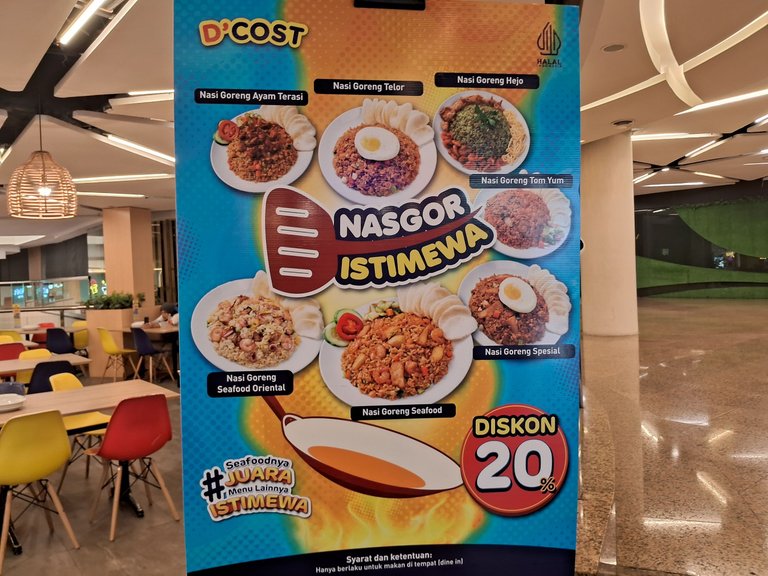 D'COST
HALAL
INDONESIA
Nasi Goreng Ayam Terasi
Nasi Goreng Telor
Nasi Goreng Hejo
Nasi Goreng Tom Yum
NASGOR
ISTIMEWA
Nasi Goreng
Seafood Oriental
Nasi Goreng Seafood
Nasi Goreng Spesial
DISKON
20%
Seafoodnya
#JUARA
Menu Lainnya
ISTIMEWA
Syarat dan ketentuan:
Hanya berlaku untuk makan di tempat (dine in)